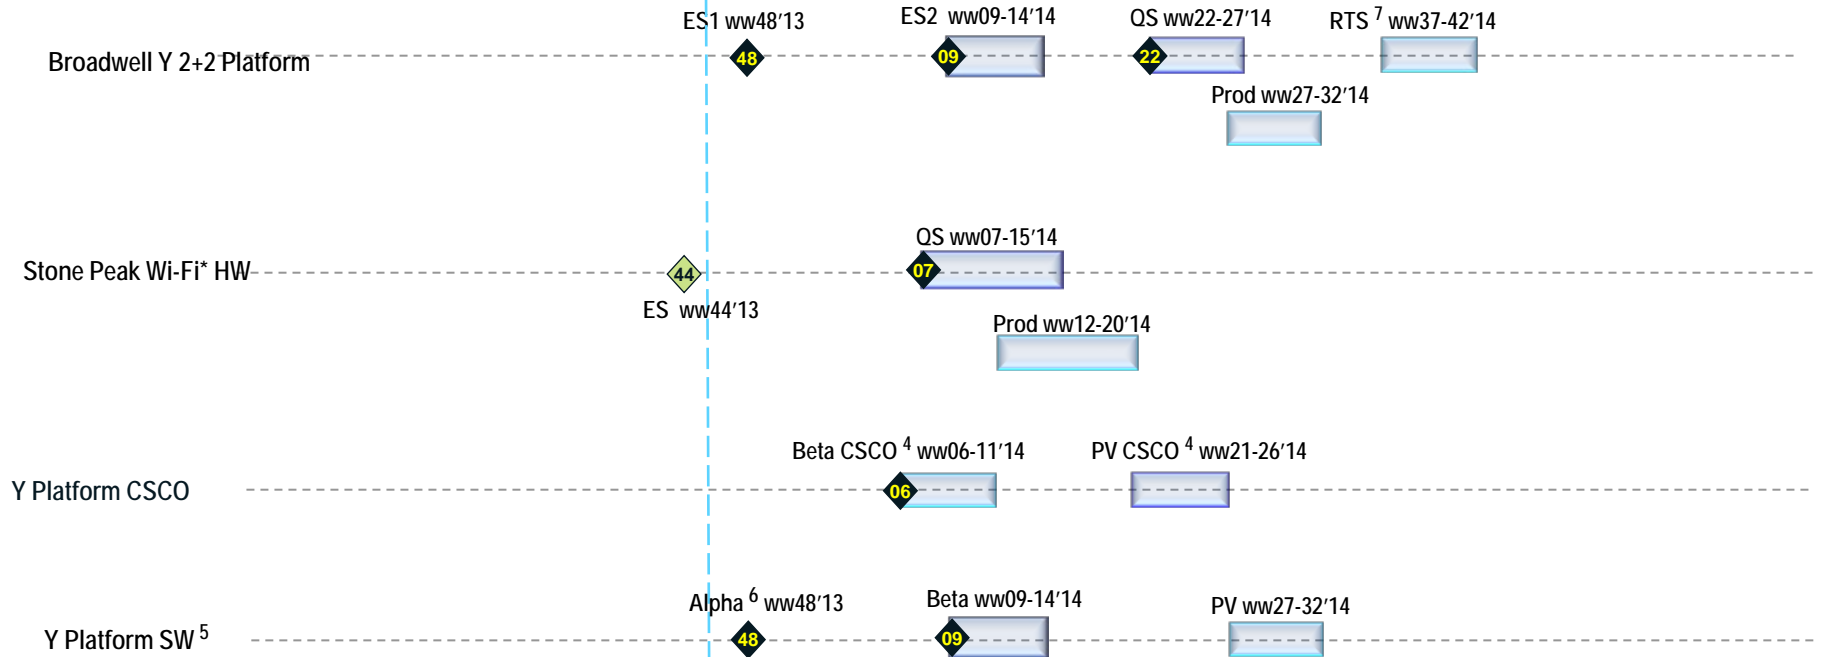 ES1 ww48'13
ES2 ww09-14'14
QS ww22-27'14
RTS 7 ww37-42'14
Broadwell Y 2+2 Platform
48
09
22
Prod ww27-32'14
QS ww07-15'14
Stone Peak Wi-Fi* HW
44
07
ES ww44'13
Prod ww12-20'14
Beta CSCO 4 ww06-11'14
PV CSCO 4 ww21-26'14
Y Platform CSCO
06
Alpha 6 ww48'13
Beta ww09-14'14
PV ww27-32'14
Y Platform SW 5
48
09